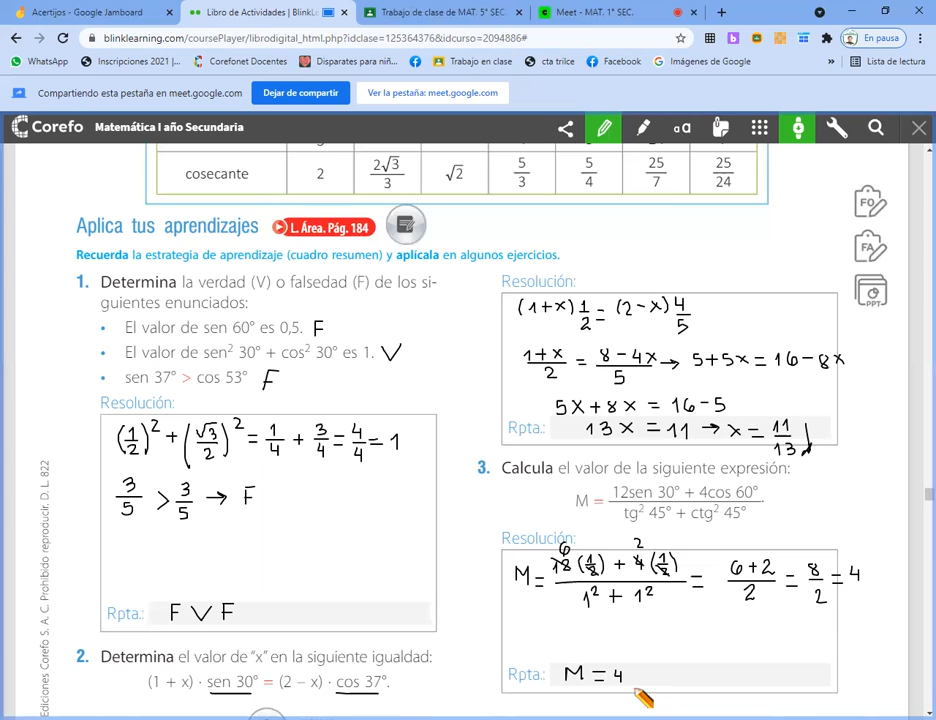 Acertijos - Google Jamboard
Libro de Actividades | BlinkLe
Trabajo de clase de MAT. 5° SEC.
Meet - MAT. 1° SEC.
blinklearning.com/coursePlayer/librodigital_html.php?idclase=125364376&idcurso=2094886#
En pausa
WhatsApp
Inscripciones 2021 |...
Corefonet Docentes
Disparates para niñ...
Trabajo en clase
cta trilce
Facebook
Imágenes de Google
»
Lista de lectura
Compartiendo esta pestaña en meet.google.com
Dejar de compartir
Ver la pestaña: meet.google.com
Corefo
Matemática I año Secundaria
aα
cosecante 2 2√3/3 √2 5/3 5/4 25/7 25/24
Aplica tus aprendizajes
L. Área. Pág. 184
Recuerda la estrategia de aprendizaje (cuadro resumen) y aplícala en algunos ejercicios.
1. Determina la verdad (V) o falsedad (F) de los si-
guientes enunciados:
• El valor de sen 60° es 0,5. F
• El valor de sen² 30° + cos² 30° es 1. V
• sen 37° > cos 53° F
Resolución:
(1/2)² + (√3/2)² = 1/4 + 3/4 = 4/4 = 1
3/5 > 3/5 → F
Rpta.: F V F
2. Determina el valor de "x" en la siguiente igualdad:
(1 + x) · sen 30° = (2 – x) · cos 37°.
Resolución:
(1+x) 1/2 = (2-x) 4/5
1+x/2 = 8-4x/5 → 5+5x = 16-8x
5x+8x = 16-5
Rpta.: 13x = 11 → x = 11/13
3. Calcula el valor de la siguiente expresión:
M = 12sen 30° + 4cos 60° / tg² 45° + ctg² 45°.
Resolución:
6 2
M = 12(1/2) + 4(1/2) / 1² + 1² = 6+2/2 = 8/2 = 4
Rpta.: M = 4
Ediciones Corefo S. A. C. Prohibido reproducir. D. L. 822
FO
FA
PPT